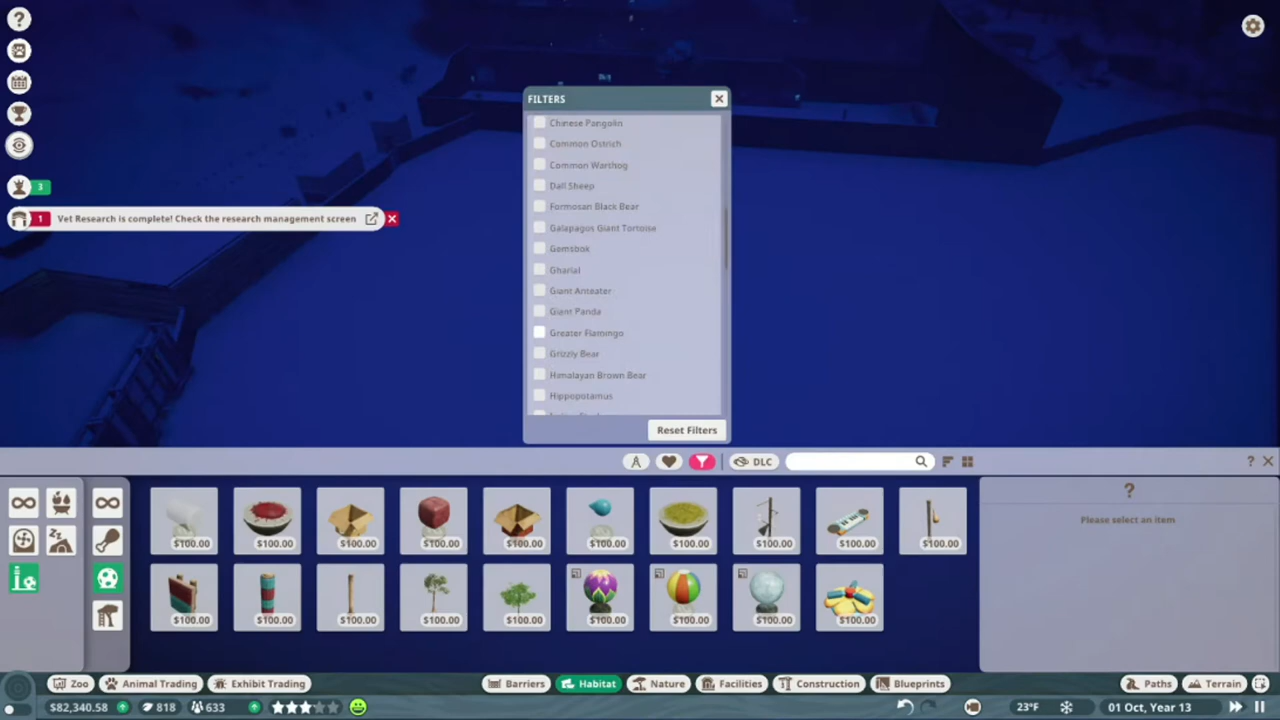 FILTERS
Chinese Pangolin
Common Ostrich
Common Warthog
Dall Sheep
Formosan Black Bear
Galapagos Giant Tortoise
Gemsbok
Gharial
Giant Anteater
Giant Panda
Greater Flamingo
Grizzly Bear
Himalayan Brown Bear
Hippopotamus
Reset Filters
3
1 Vet Research is complete! Check the research management screen
DLC
?
Please select an item
$100.00 $100.00 $100.00 $100.00 $100.00 $100.00 $100.00 $100.00 $100.00 $100.00
$100.00 $100.00 $100.00 $100.00 $100.00 $100.00 $100.00 $100.00 $100.00
Zoo Animal Trading Exhibit Trading Barriers Habitat Nature Facilities Construction Blueprints Paths Terrain
$82,340.58 818 633 23°F 01 Oct, Year 13